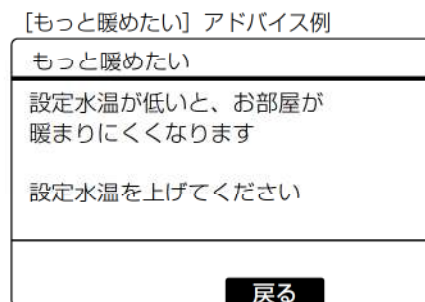 [もっと暖めたい] アドバイス例
もっと暖めたい
設定水温が低いと、お部屋が
暖まりにくくなります
設定水温を上げてください
戻る